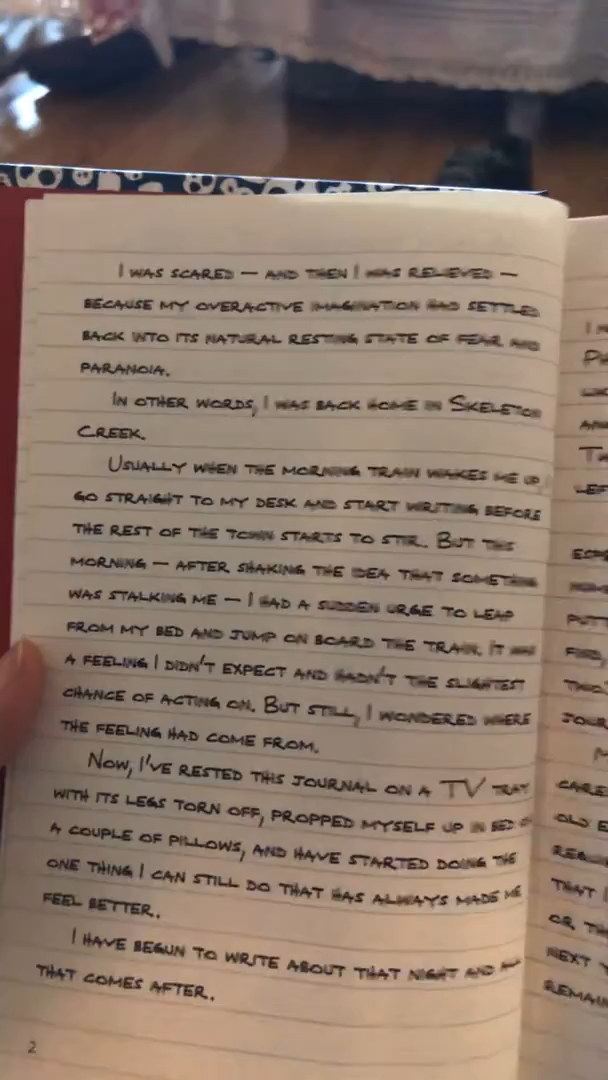 I WAS SCARED — AND THEN I WAS RELIEVED —
BECAUSE MY OVERACTIVE IMAGINATION HAD SETTLED
BACK INTO ITS NATURAL RESTING STATE OF FEAR AND
PARANOIA.
IN OTHER WORDS, I WAS BACK HOME IN SKELETON
CREEK.
USUALLY WHEN THE MORNING TRAIN WAKES ME UP, I
GO STRAIGHT TO MY DESK AND START WRITING BEFORE
THE REST OF THE TOWN STARTS TO STIR. BUT THIS
MORNING — AFTER SHAKING THE IDEA THAT SOMETHING
WAS STALKING ME — I HAD A SUDDEN URGE TO LEAP
FROM MY BED AND JUMP ON BOARD THE TRAIN. IT WAS
A FEELING I DIDN'T EXPECT AND HADN'T THE SLIGHTEST
CHANCE OF ACTING ON. BUT STILL, I WONDERED WHERE
THE FEELING HAD COME FROM.
NOW, I'VE RESTED THIS JOURNAL ON A TV TRAY
WITH ITS LEGS TORN OFF, PROPPED MYSELF UP IN BED ON
A COUPLE OF PILLOWS, AND HAVE STARTED DOING THE
ONE THING I CAN STILL DO THAT HAS ALWAYS MADE ME
FEEL BETTER.
I HAVE BEGUN TO WRITE ABOUT THAT NIGHT AND ALL
THAT COMES AFTER.
2
THAT I
OR
NEXT